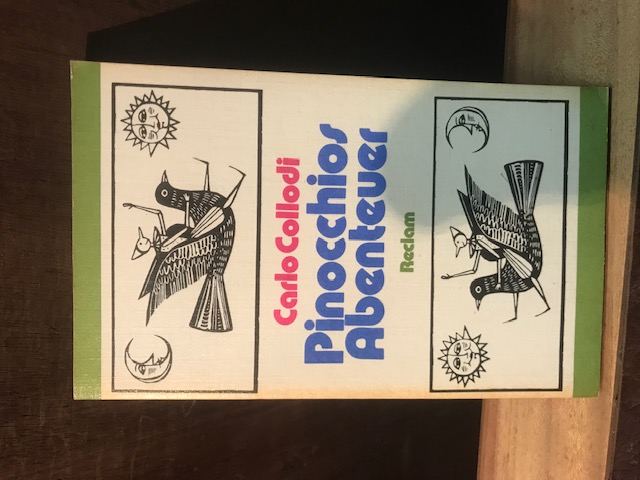 Carlo Collodi
Pinocchios
Abenteuer
Reclam